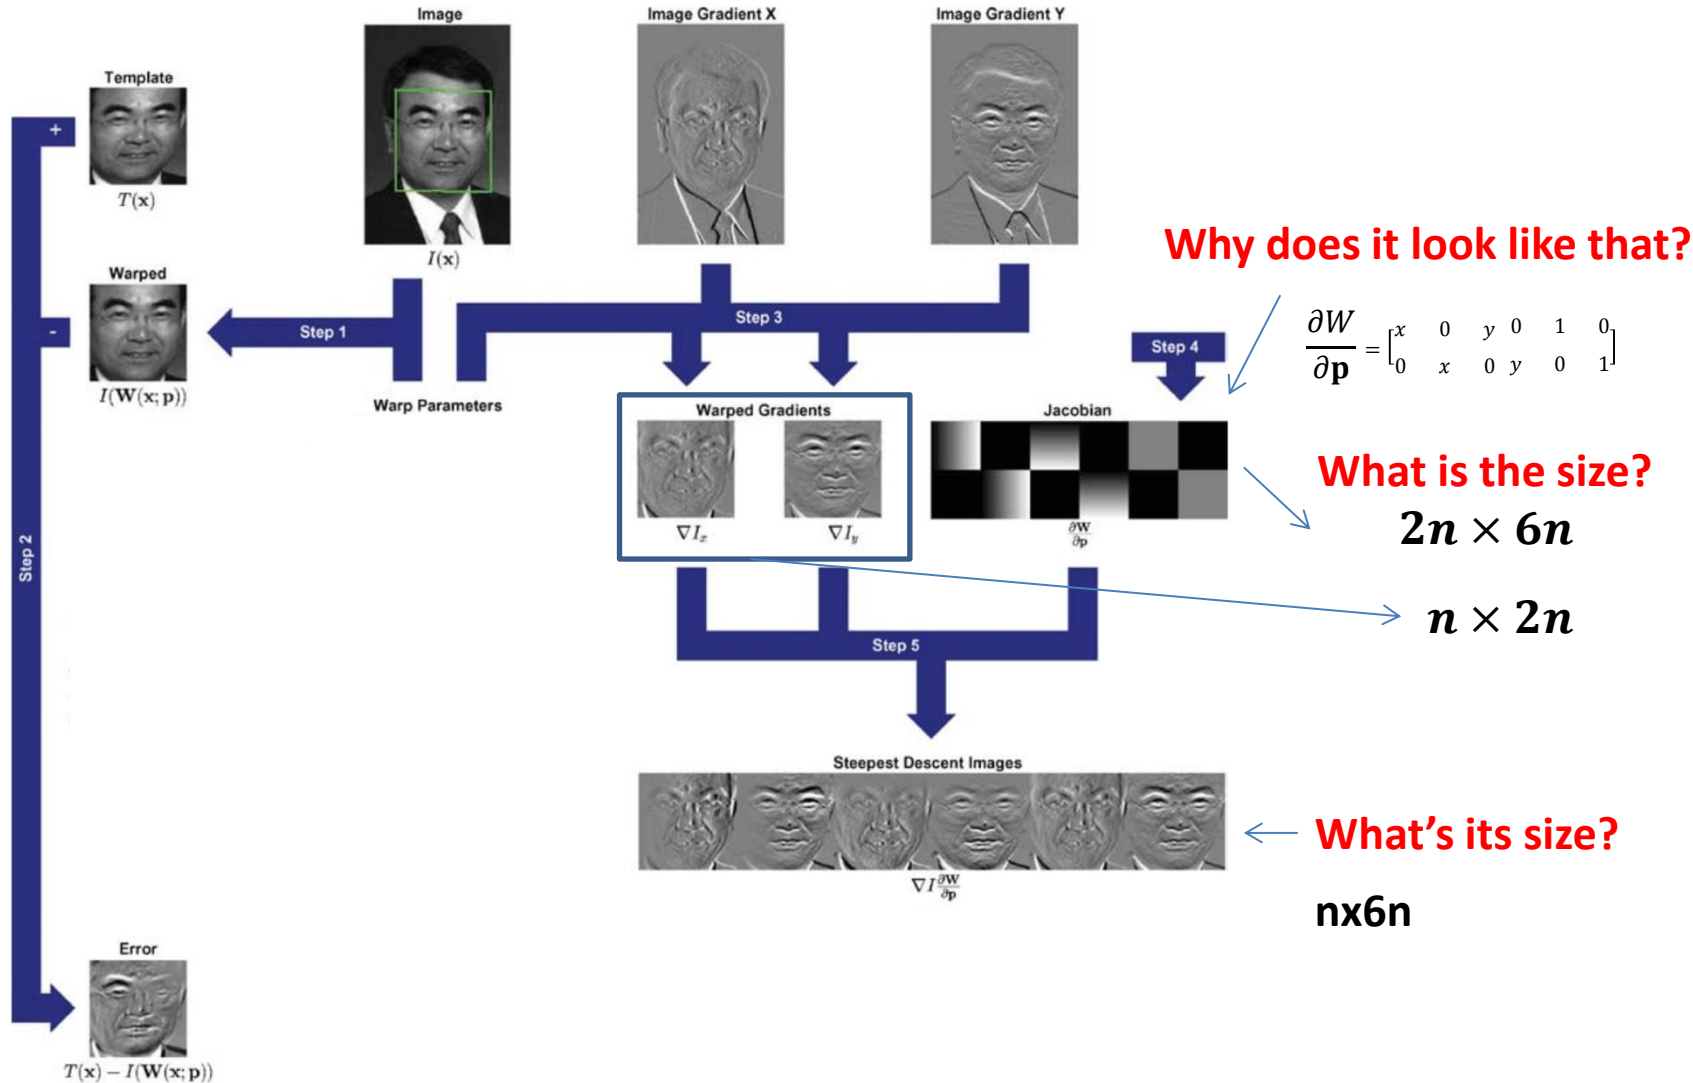 Image
Image Gradient X
Image Gradient Y
Template
+
T(x)
I(x)
Why does it look like that?
Warped
-
Step 1
Step 3
Step 4
∂W/∂p = [x 0 y 0 1 0
0 x 0 y 0 1]
I(W(x; p))
Warp Parameters
Warped Gradients
Jacobian
What is the size?
2n × 6n
∇I_x
∇I_y
∂W/∂p
Step 2
n × 2n
Step 5
Steepest Descent Images
What’s its size?
∇I ∂W/∂p
nx6n
Error
T(x) − I(W(x; p))